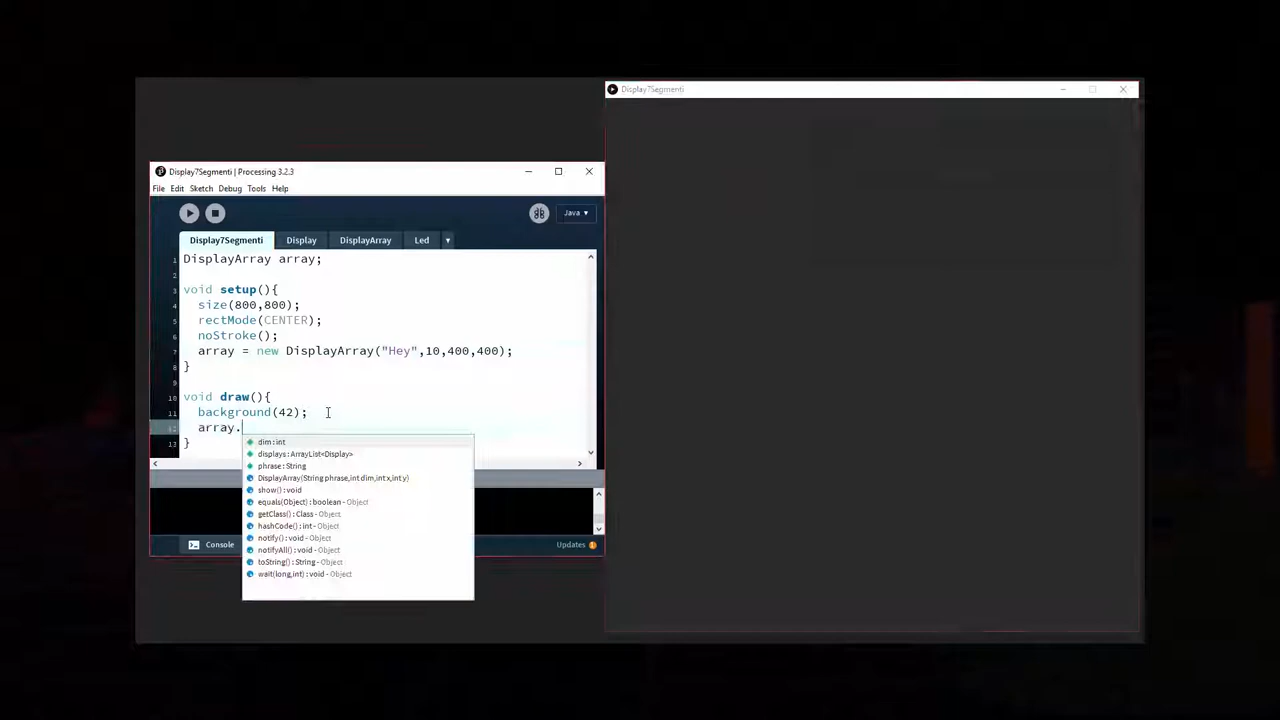 Display7Segmenti
Display7Segmenti | Processing 3.2.3
File Edit Sketch Debug Tools Help
Java ▾
Display7Segmenti Display DisplayArray Led ▾
1 DisplayArray array;
2
3 void setup(){
4 size(800,800);
5 rectMode(CENTER);
6 noStroke();
7 array = new DisplayArray("Hey",10,400,400);
8 }
9
10 void draw(){
11 background(42);
12 array.
13 }
dim : int
displays : ArrayList<Display>
phrase : String
DisplayArray(String phrase,int dim,int x,int y)
show() : void
equals(Object) : boolean - Object
getClass() : Class - Object
hashCode() : int - Object
notify() : void - Object
notifyAll() : void - Object
toString() : String - Object
wait(long,int) : void - Object
Console
Updates 1